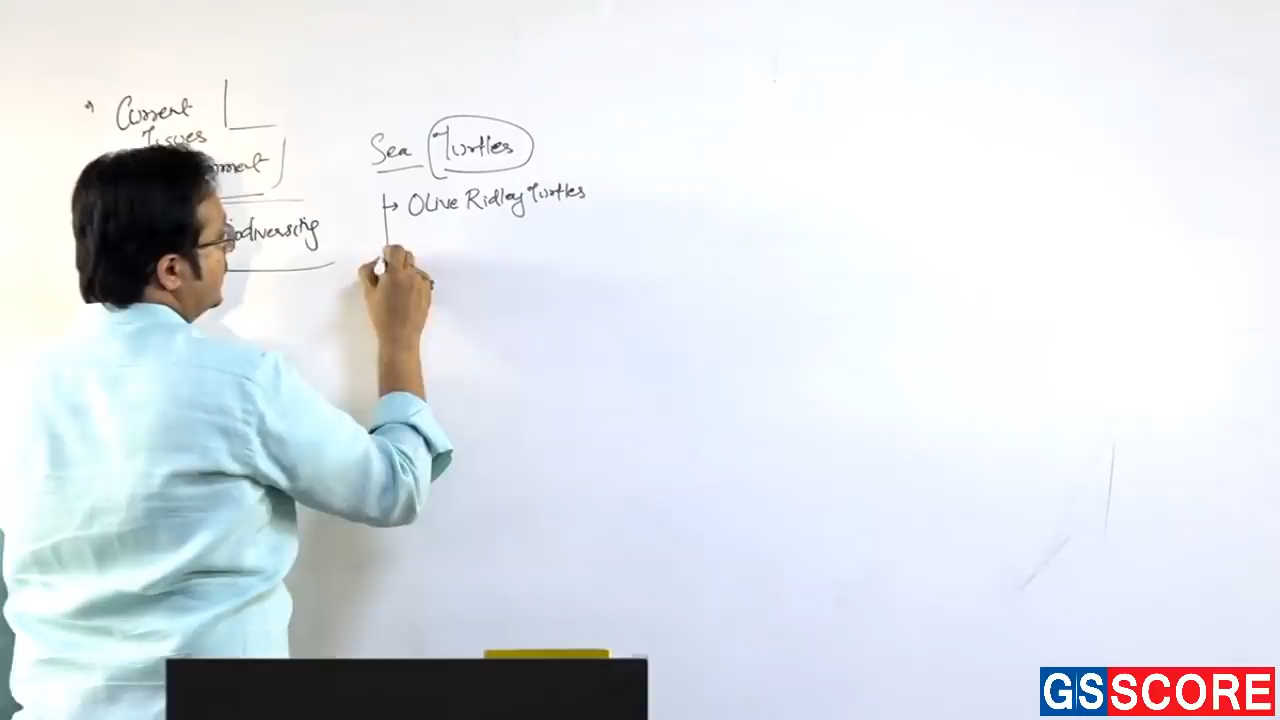 Current
Issues
Sea Turtles
Olive Ridley Turtles
GSSCORE